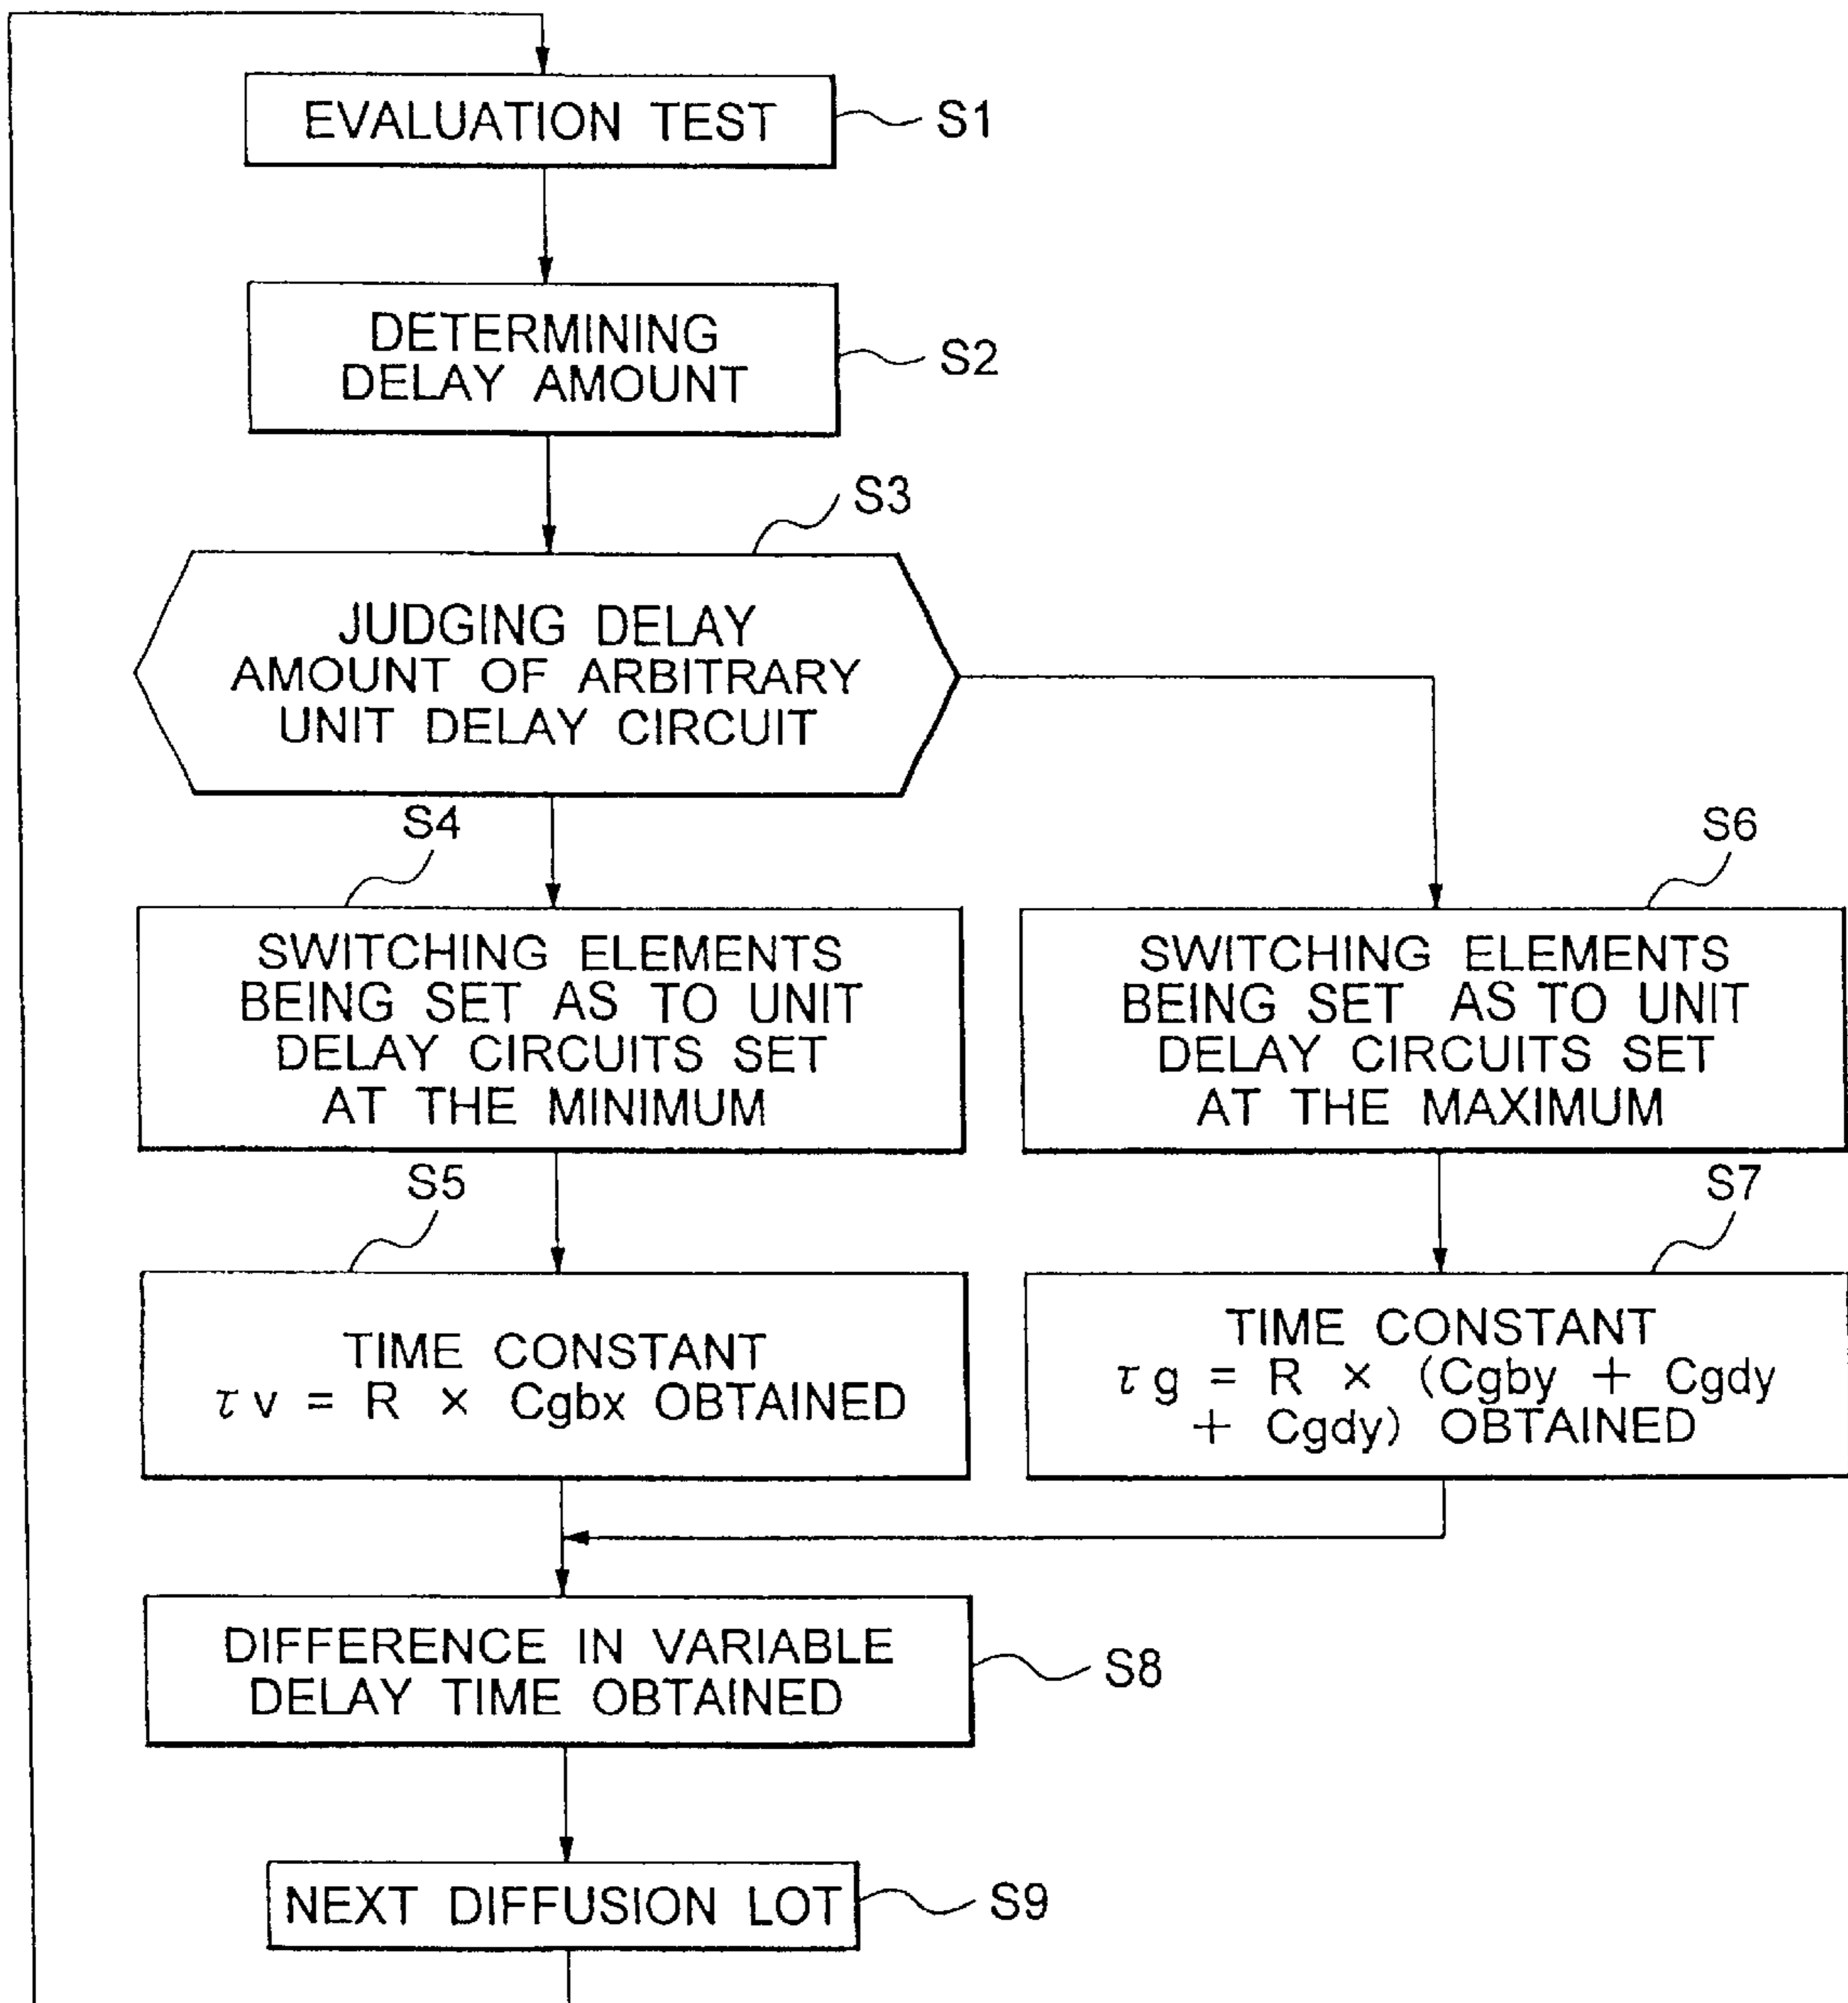 EVALUATION TEST
S1
DETERMINING
DELAY AMOUNT
S2
S3
JUDGING DELAY
AMOUNT OF ARBITRARY
UNIT DELAY CIRCUIT
S4
SWITCHING ELEMENTS
BEING SET AS TO UNIT
DELAY CIRCUITS SET
AT THE MINIMUM
S6
SWITCHING ELEMENTS
BEING SET AS TO UNIT
DELAY CIRCUITS SET
AT THE MAXIMUM
S5
TIME CONSTANT
τv = R × Cgbx OBTAINED
S7
TIME CONSTANT
τg = R × (Cgby + Cgdy
+ Cgdy) OBTAINED
DIFFERENCE IN VARIABLE
DELAY TIME OBTAINED
S8
NEXT DIFFUSION LOT
S9